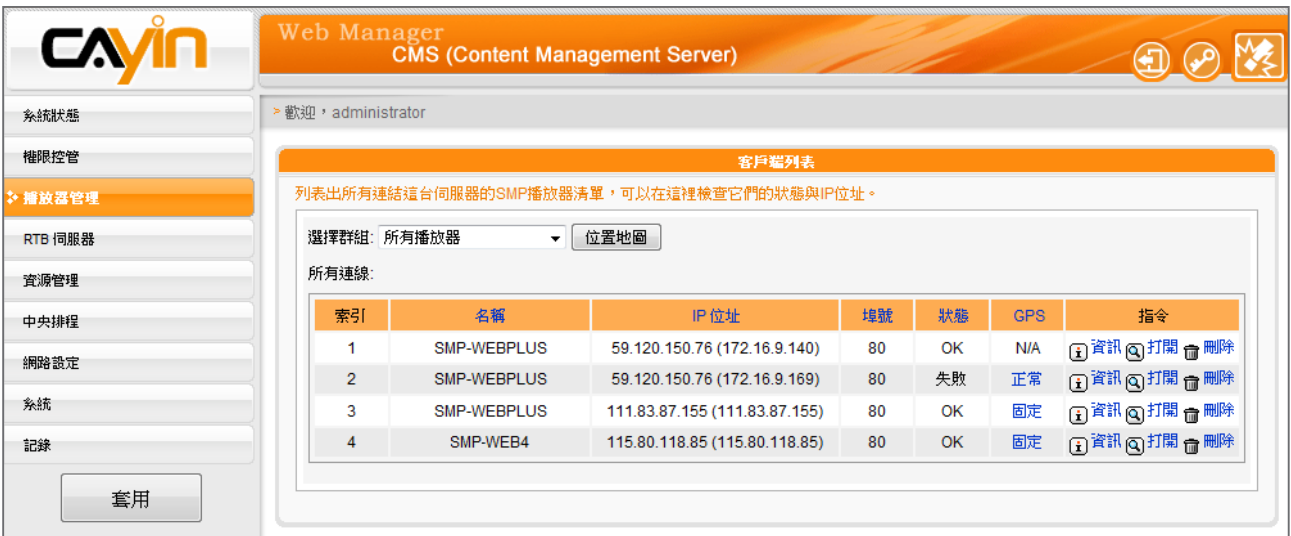 CAYIN
Web Manager
CMS (Content Management Server)
系統狀態
權限控管
播放器管理
RTB 伺服器
資源管理
中央排程
網路設定
系統
記錄
套用
> 歡迎，administrator
客戶端列表
列表出所有連結這台伺服器的SMP播放器清單，可以在這裡檢查它們的狀態與IP位址。
選擇群組: 所有播放器 位置地圖
所有連線:
索引 名稱 IP 位址 埠號 狀態 GPS 指令
1 SMP-WEBPLUS 59.120.150.76 (172.16.9.140) 80 OK N/A 資訊 打開 刪除
2 SMP-WEBPLUS 59.120.150.76 (172.16.9.169) 80 失敗 正常 資訊 打開 刪除
3 SMP-WEBPLUS 111.83.87.155 (111.83.87.155) 80 OK 固定 資訊 打開 刪除
4 SMP-WEB4 115.80.118.85 (115.80.118.85) 80 OK 固定 資訊 打開 刪除